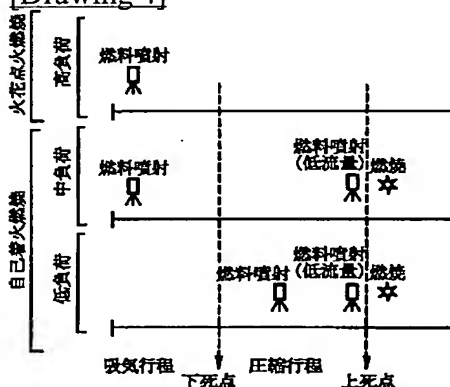 [Drawing 4]
火花点火燃焼
高負荷
燃料噴射
自己着火燃焼
中負荷
燃料噴射
燃料噴射
(低流量)
燃焼
低負荷
燃料噴射
燃料噴射
(低流量)
燃焼
吸気行程
下死点
圧縮行程
上死点